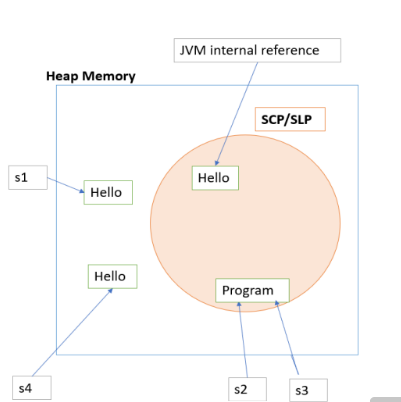 JVM internal reference
Heap Memory
SCP/SLP
s1
Hello
Hello
Hello
Program
s4
s2
s3